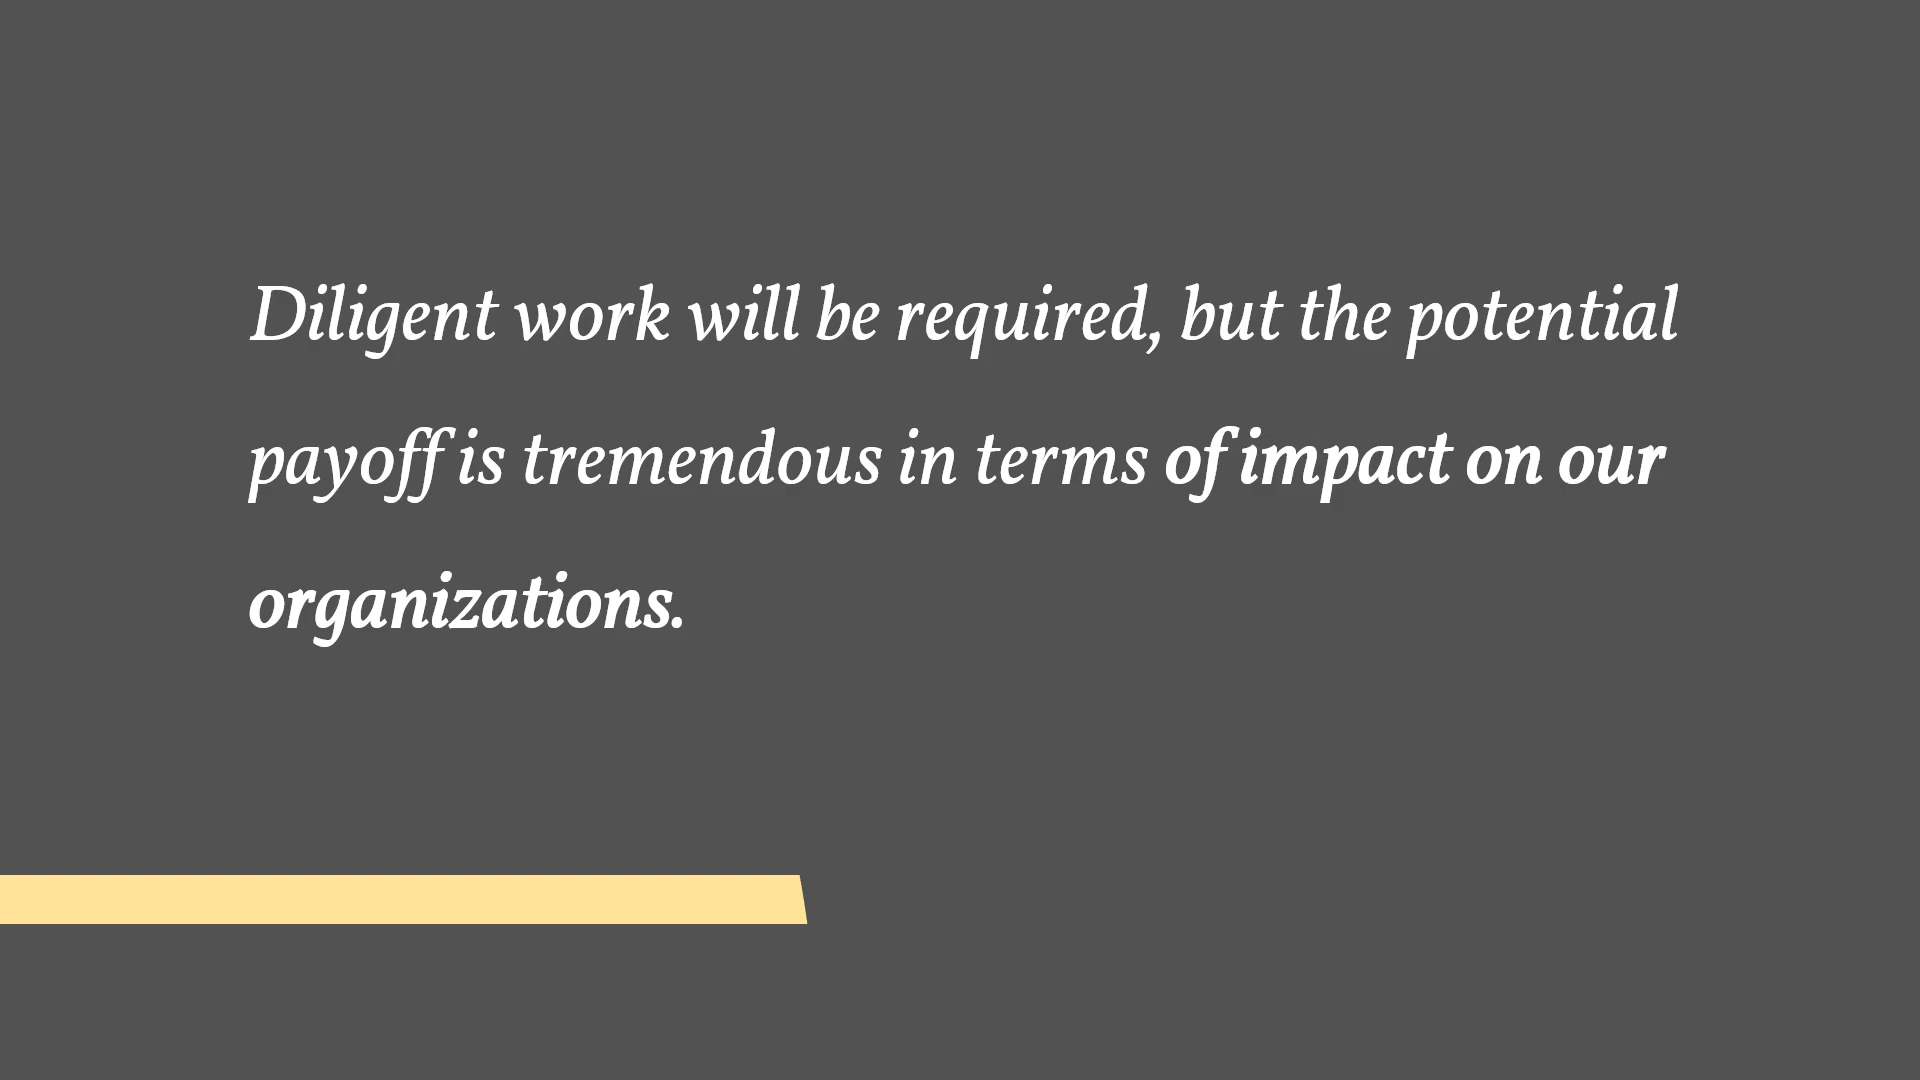 Diligent work will be required, but the potential
payoff is tremendous in terms of impact on our
organizations.